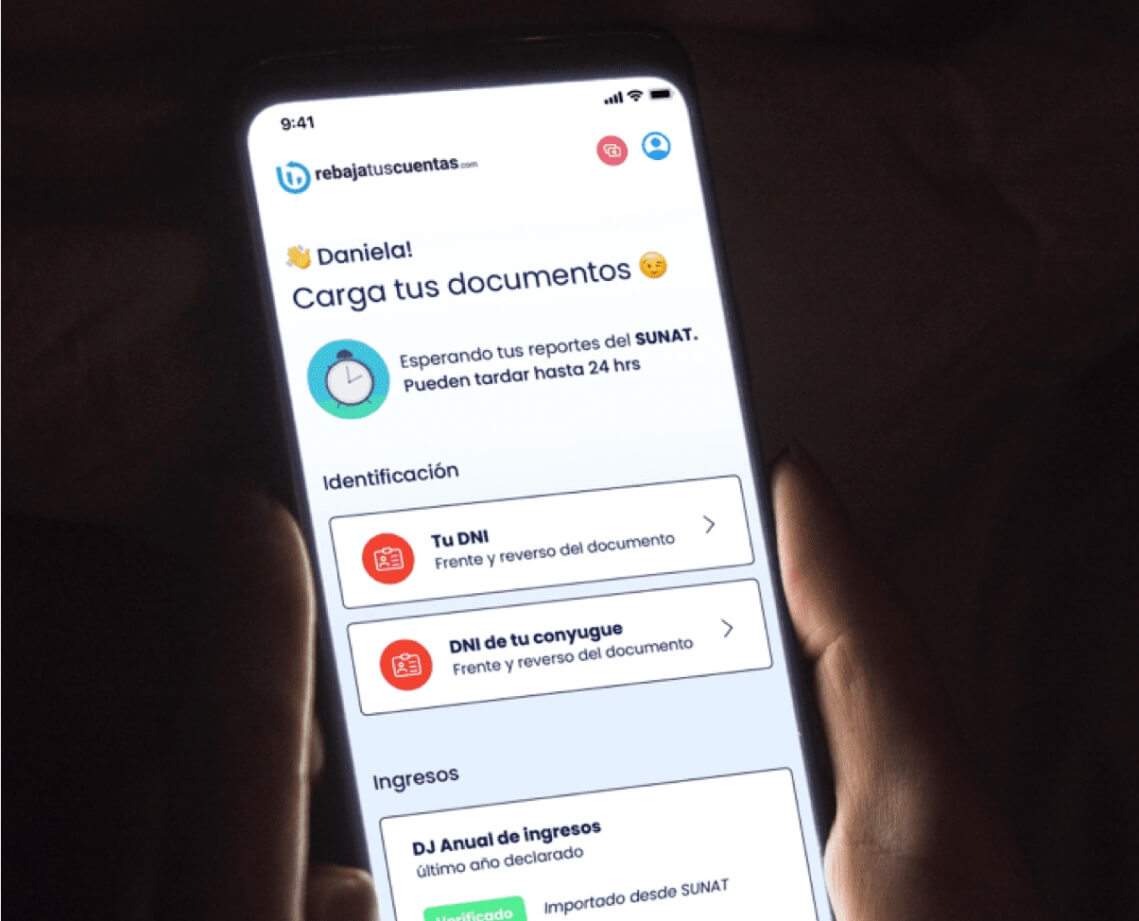 9:41
rebajatuscuentas.com
Daniela!
Carga tus documentos
Esperando tus reportes del SUNAT.
Pueden tardar hasta 24 hrs
Identificación
Tu DNI
Frente y reverso del documento
DNI de tu conyugue
Frente y reverso del documento
Ingresos
DJ Anual de ingresos
último año declarado
Verificado Importado desde SUNAT